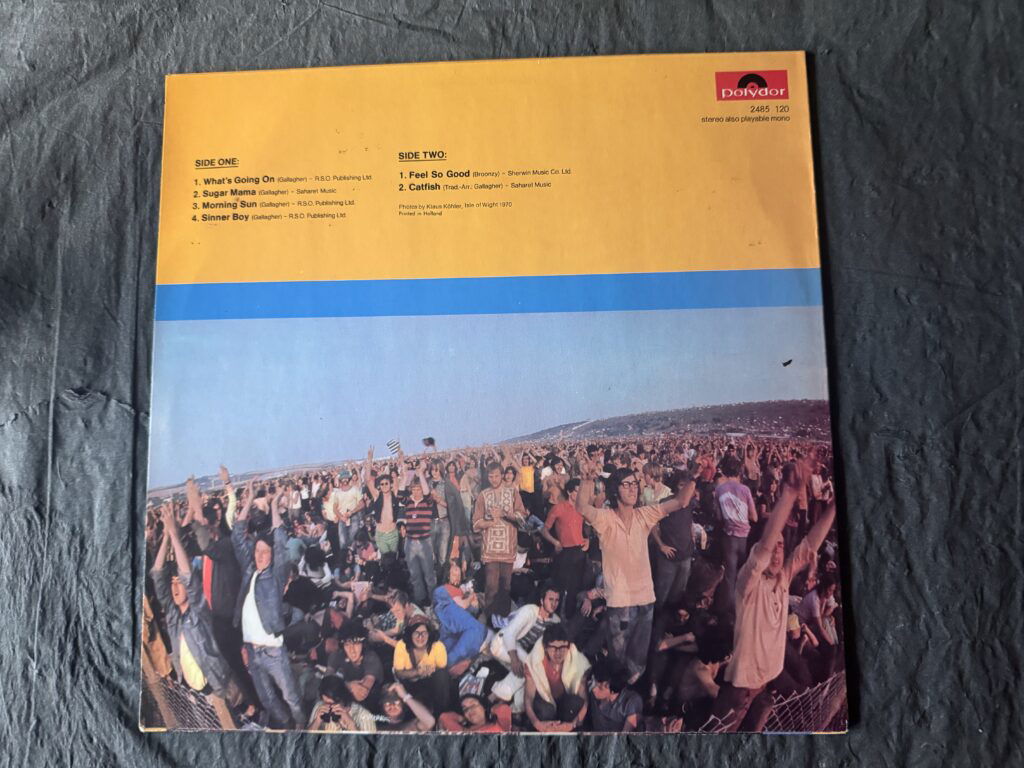 polydor
2485 120
stereo also playable mono
SIDE ONE:
1. What's Going On (Gallagher) – R.S.O. Publishing Ltd.
2. Sugar Mama (Gallagher) – Saharet Music
3. Morning Sun (Gallagher) – R.S.O. Publishing Ltd.
4. Sinner Boy (Gallagher) – R.S.O. Publishing Ltd.
SIDE TWO:
1. Feel So Good (Broonzy) – Sherwin Music Co. Ltd.
2. Catfish (Trad.-Arr.: Gallagher) – Saharet Music
Photos by Klaus Köhler, Isle of Wight 1970
Printed in Holland